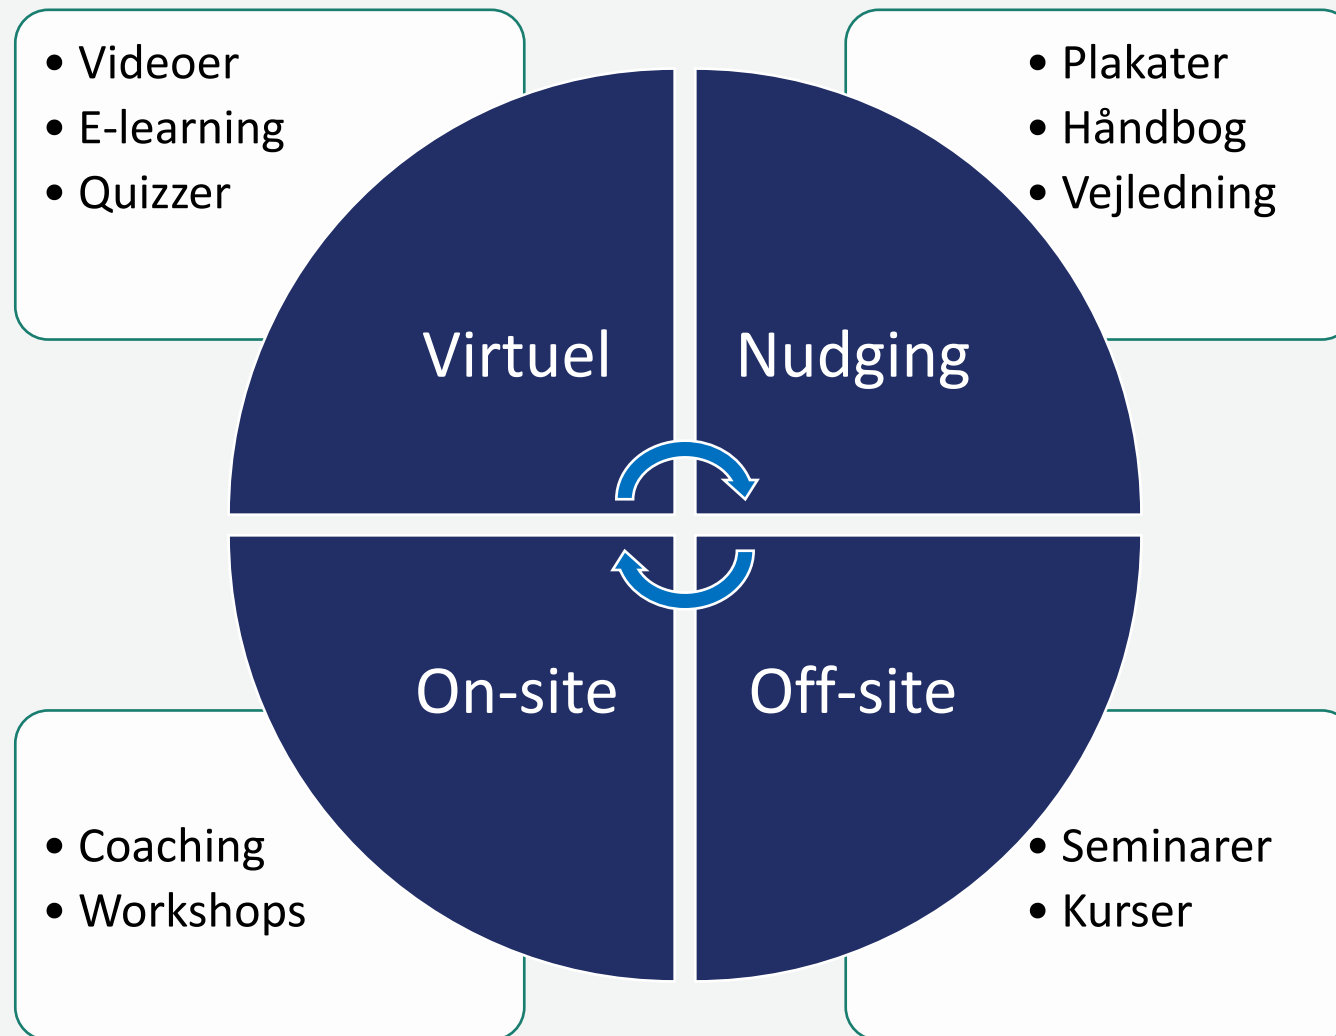 • Videoer
• E-learning
• Quizzer
• Plakater
• Håndbog
• Vejledning
Virtuel
Nudging
On-site
Off-site
• Coaching
• Workshops
• Seminarer
• Kurser